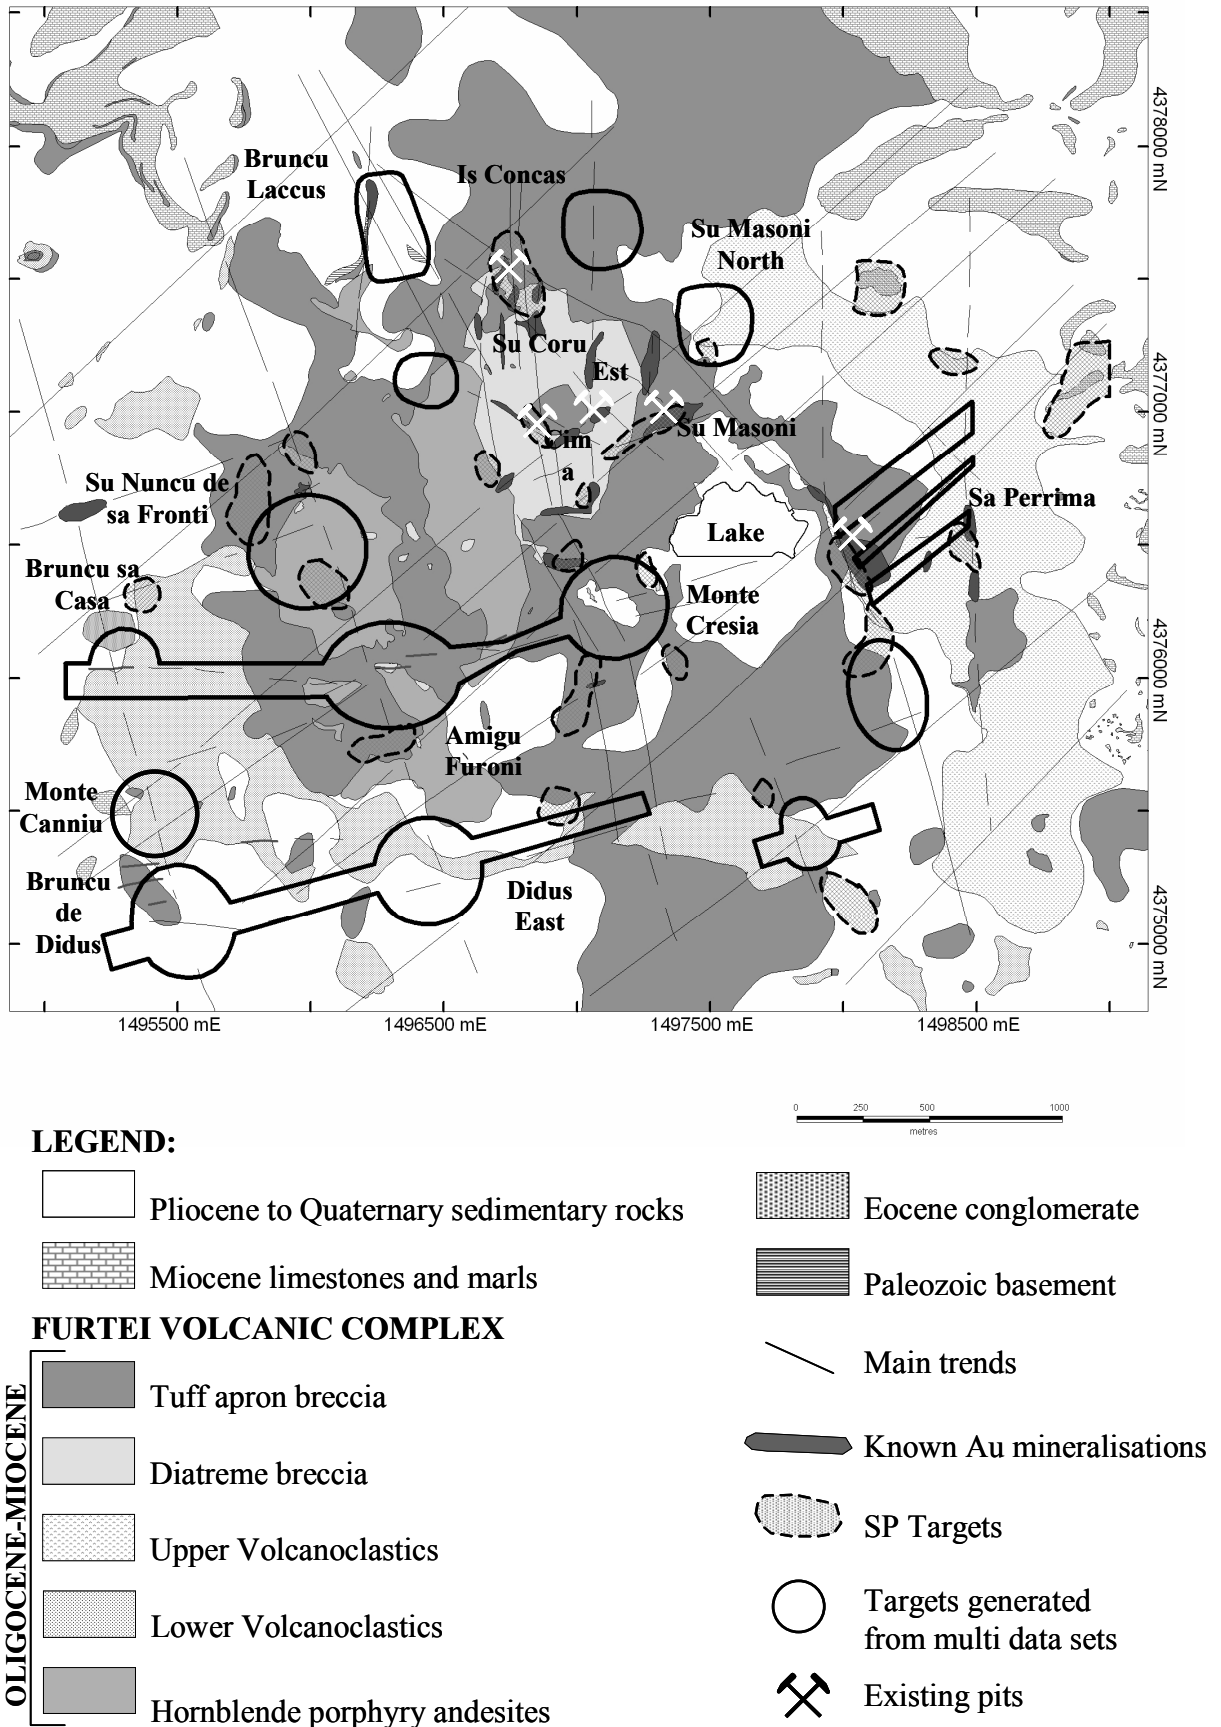 Bruncu
Laccus
Is Concas
Su Masoni
North
Su Coru
Est
Cim
a
Su Masoni
Su Nuncu de
sa Fronti
Sa Perrima
Lake
Bruncu sa
Casa
Monte
Cresia
Amigu
Furoni
Monte
Canniu
Bruncu
de
Didus
Didus
East
4378000 mN
4377000 mN
4376000 mN
4375000 mN
1495500 mE
1496500 mE
1497500 mE
1498500 mE
0 250 500 1000
metres
LEGEND:
Pliocene to Quaternary sedimentary rocks
Miocene limestones and marls
FURTEI VOLCANIC COMPLEX
OLIGOCENE-MIOCENE
Tuff apron breccia
Diatreme breccia
Upper Volcanoclastics
Lower Volcanoclastics
Hornblende porphyry andesites
Eocene conglomerate
Paleozoic basement
Main trends
Known Au mineralisations
SP Targets
Targets generated
from multi data sets
Existing pits